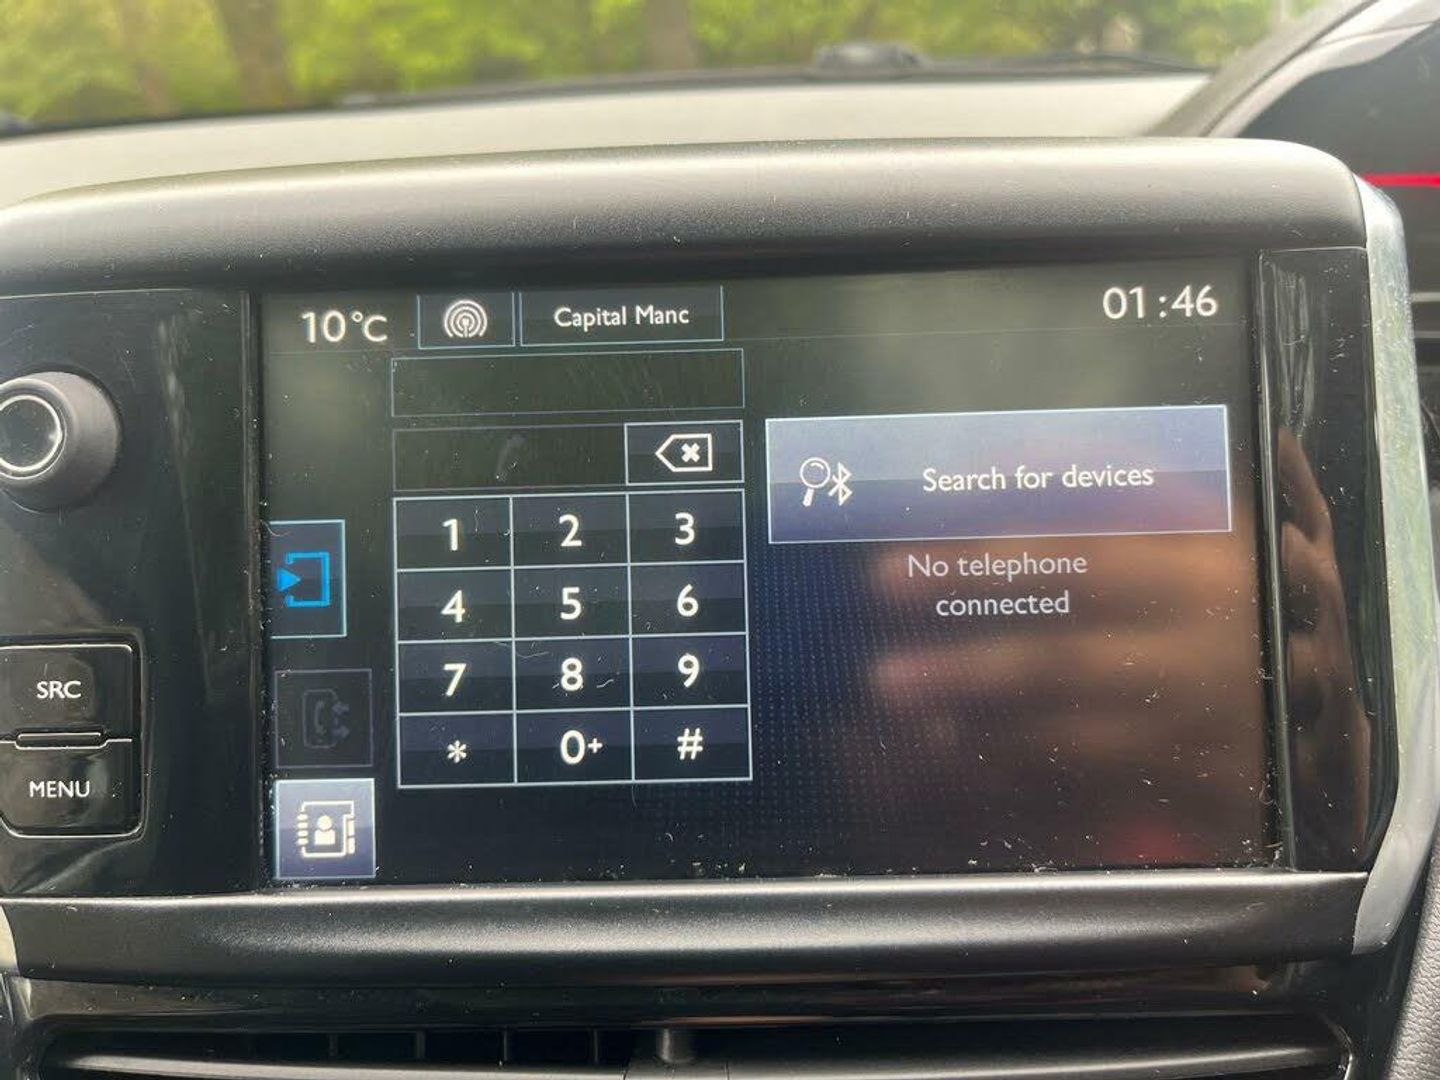 10°C
Capital Manc
01:46
Search for devices
No telephone
connected
1 2 3
4 5 6
7 8 9
* 0+ #
SRC
MENU